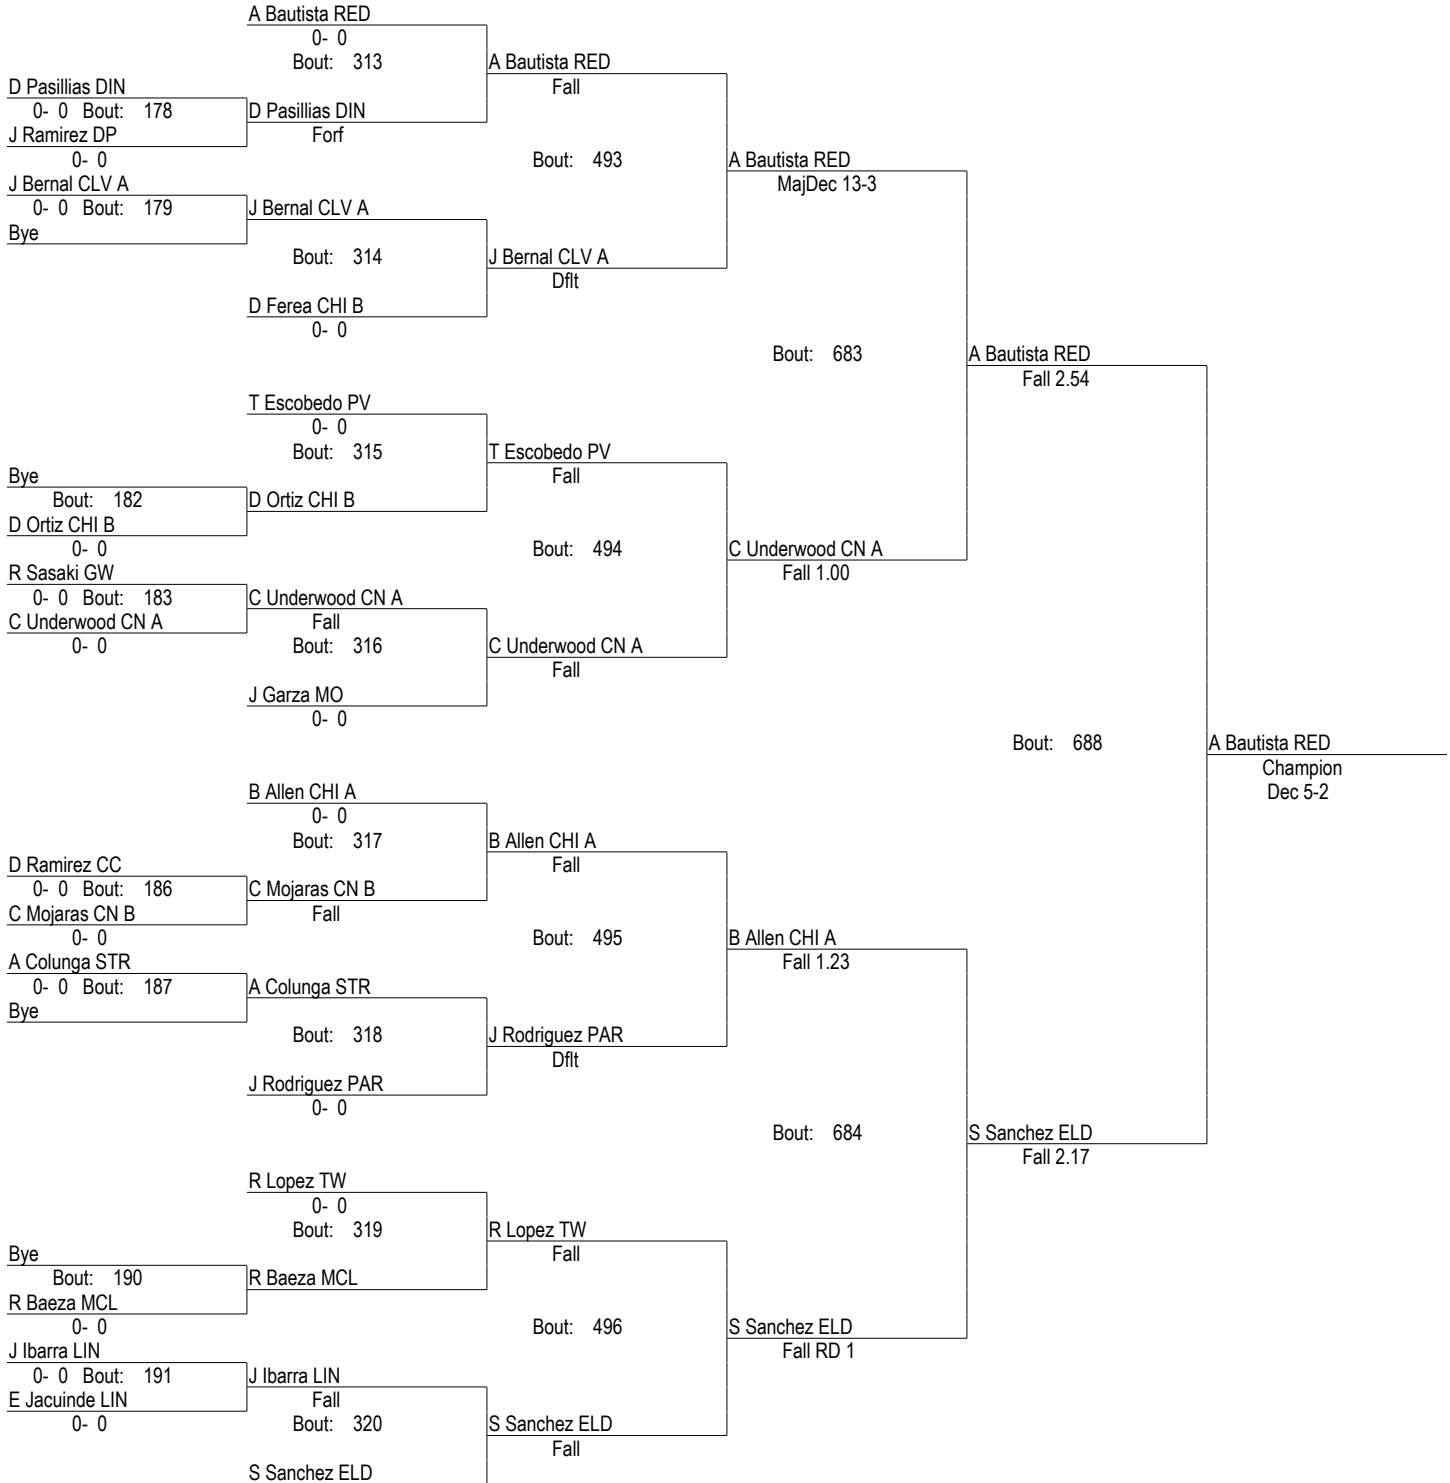 A Bautista RED
0- 0
Bout: 313
A Bautista RED
Fall
D Pasillias DIN
0- 0 Bout: 178
D Pasillias DIN
Forf
J Ramirez DP
0- 0
Bout: 493
A Bautista RED
MajDec 13-3
J Bernal CLV A
0- 0 Bout: 179
J Bernal CLV A
Bye
Bout: 314
J Bernal CLV A
Dflt
D Ferea CHI B
0- 0
Bout: 683
A Bautista RED
Fall 2.54
T Escobedo PV
0- 0
Bout: 315
T Escobedo PV
Fall
Bye
Bout: 182
D Ortiz CHI B
D Ortiz CHI B
0- 0
Bout: 494
C Underwood CN A
Fall 1.00
R Sasaki GW
0- 0 Bout: 183
C Underwood CN A
Fall
C Underwood CN A
0- 0
Bout: 316
C Underwood CN A
Fall
J Garza MO
0- 0
Bout: 688
A Bautista RED
Champion
Dec 5-2
B Allen CHI A
0- 0
Bout: 317
B Allen CHI A
Fall
D Ramirez CC
0- 0 Bout: 186
C Mojaras CN B
Fall
C Mojaras CN B
0- 0
Bout: 495
B Allen CHI A
Fall 1.23
A Colunga STR
0- 0 Bout: 187
A Colunga STR
Bye
Bout: 318
J Rodriguez PAR
Dflt
J Rodriguez PAR
0- 0
Bout: 684
S Sanchez ELD
Fall 2.17
R Lopez TW
0- 0
Bout: 319
R Lopez TW
Fall
Bye
Bout: 190
R Baeza MCL
R Baeza MCL
0- 0
Bout: 496
S Sanchez ELD
Fall RD 1
J Ibarra LIN
0- 0 Bout: 191
J Ibarra LIN
Fall
E Jacuinde LIN
0- 0
Bout: 320
S Sanchez ELD
Fall
S Sanchez ELD